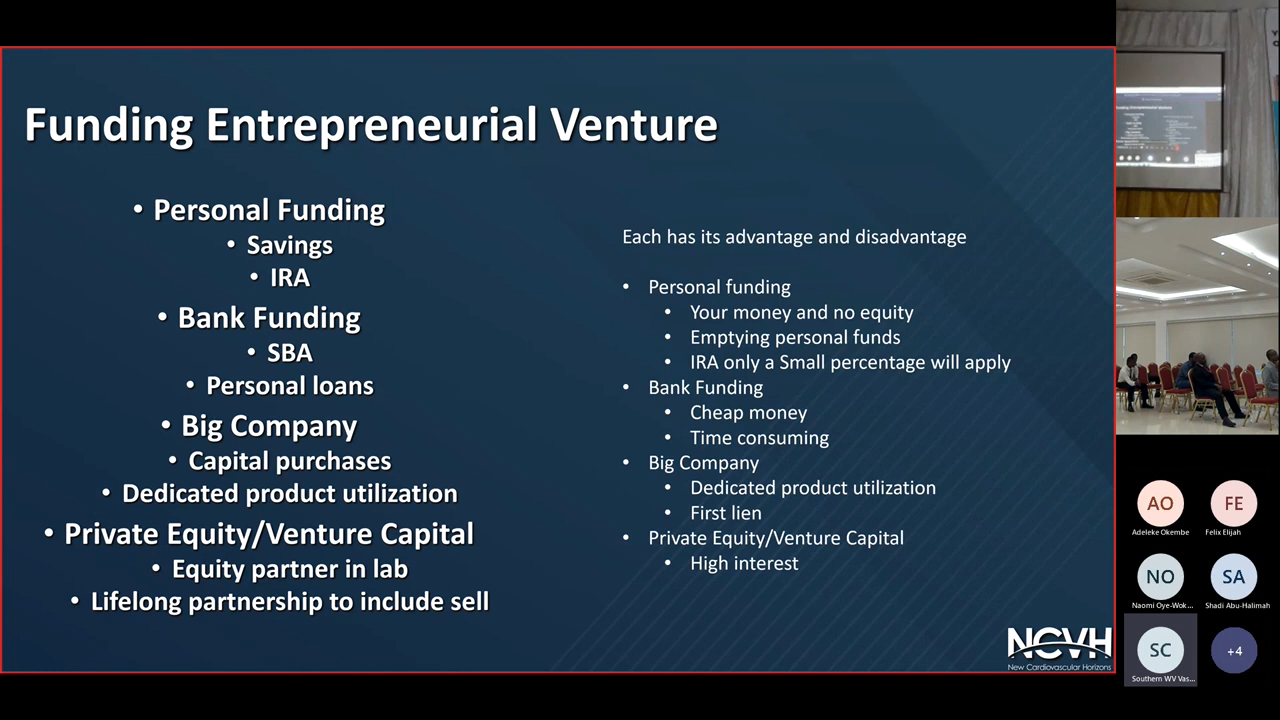 Funding Entrepreneurial Venture
• Personal Funding
• Savings
• IRA
• Bank Funding
• SBA
• Personal loans
• Big Company
• Capital purchases
• Dedicated product utilization
• Private Equity/Venture Capital
• Equity partner in lab
• Lifelong partnership to include sell
Each has its advantage and disadvantage
• Personal funding
• Your money and no equity
• Emptying personal funds
• IRA only a Small percentage will apply
• Bank Funding
• Cheap money
• Time consuming
• Big Company
• Dedicated product utilization
• First lien
• Private Equity/Venture Capital
• High interest
NCVH
New Cardiovascular Horizons
AO
Adeleke Okembe
FE
Felix Elijah
NO
Naomi Oye-Wok...
SA
Shadi Abu-Halimah
SC
Southern WV Vas...
+4